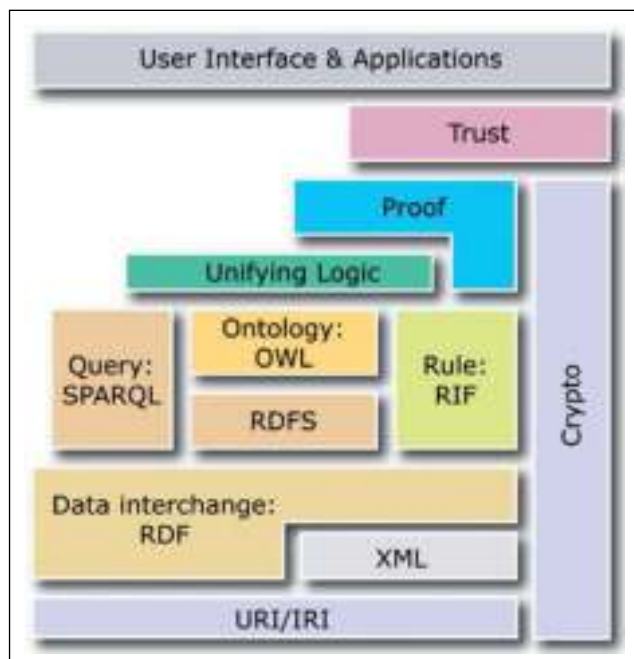 User Interface & Applications
Trust
Proof
Unifying Logic
Query:
SPARQL
Ontology:
OWL
RDFS
Rule:
RIF
Crypto
Data interchange:
RDF
XML
URI/IRI